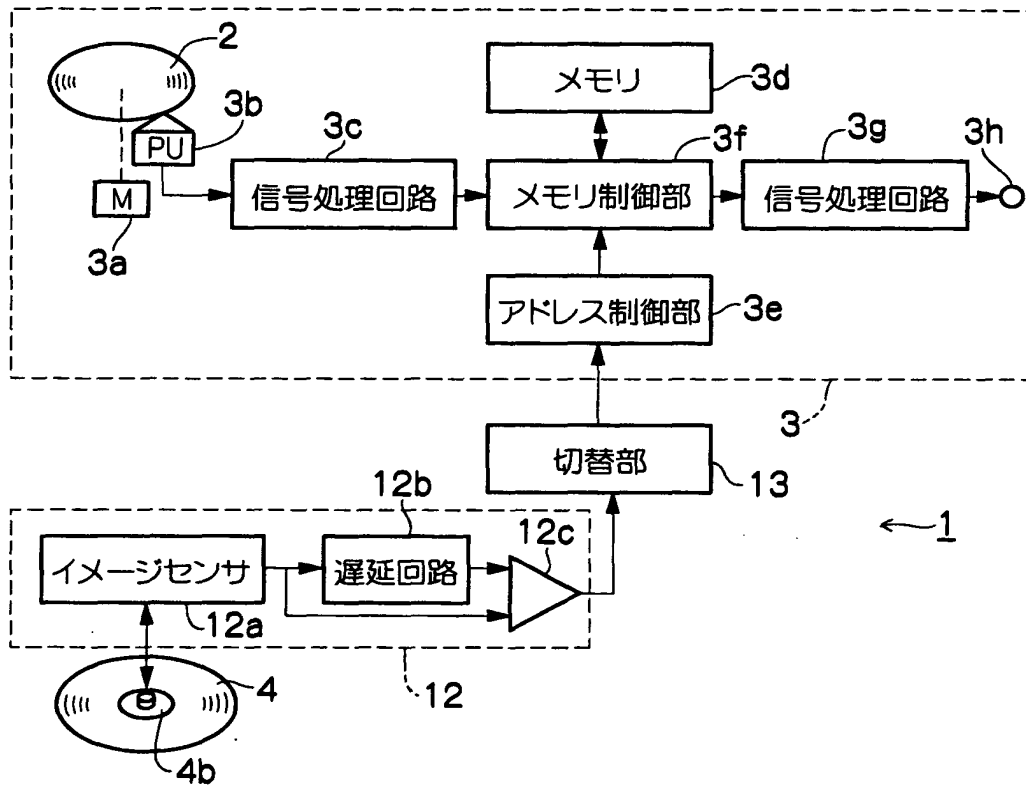 2
メモリ
3d
3b
PU
3c
3f
3g
3h
M
信号処理回路
メモリ制御部
信号処理回路
3a
アドレス制御部
3e
3
切替部
13
12b
12c
1
イメージセンサ
遅延回路
12a
12
4
4b